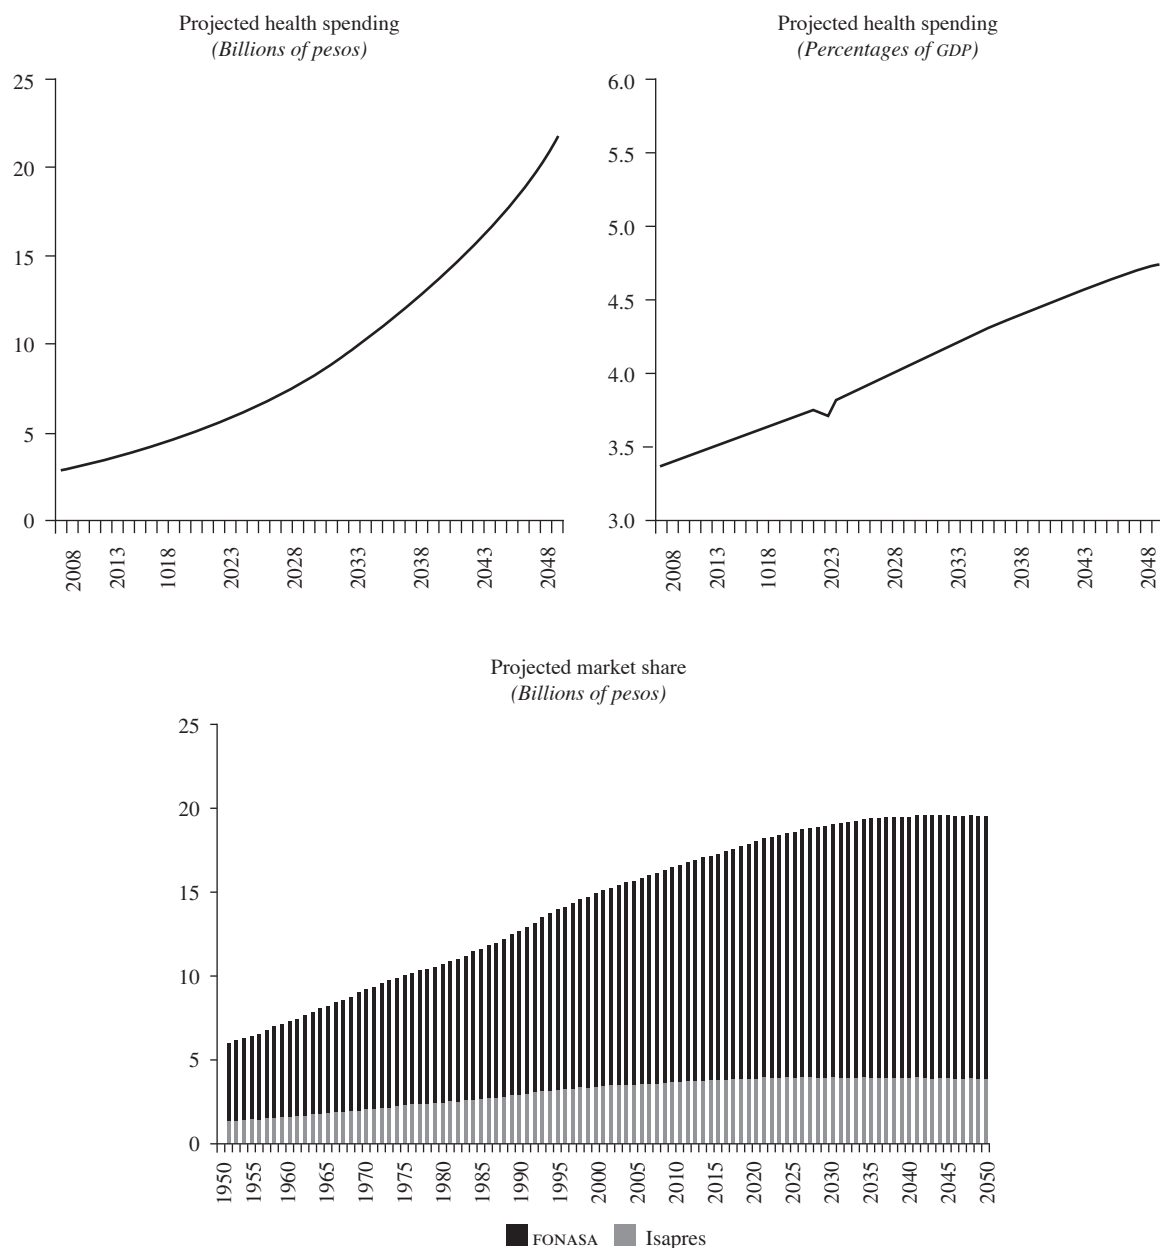 Projected health spending
(Billions of pesos)
25
20
15
10
5
0
2008 2013 1018 2023 2028 2033 2038 2043 2048
Projected health spending
(Percentages of GDP)
6.0
5.5
5.0
4.5
4.0
3.5
3.0
2008 2013 1018 2023 2028 2033 2038 2043 2048
Projected market share
(Billions of pesos)
25
20
15
10
5
0
1950 1955 1960 1965 1970 1975 1980 1985 1990 1995 2000 2005 2010 2015 2020 2025 2030 2035 2040 2045 2050
FONASA Isapres